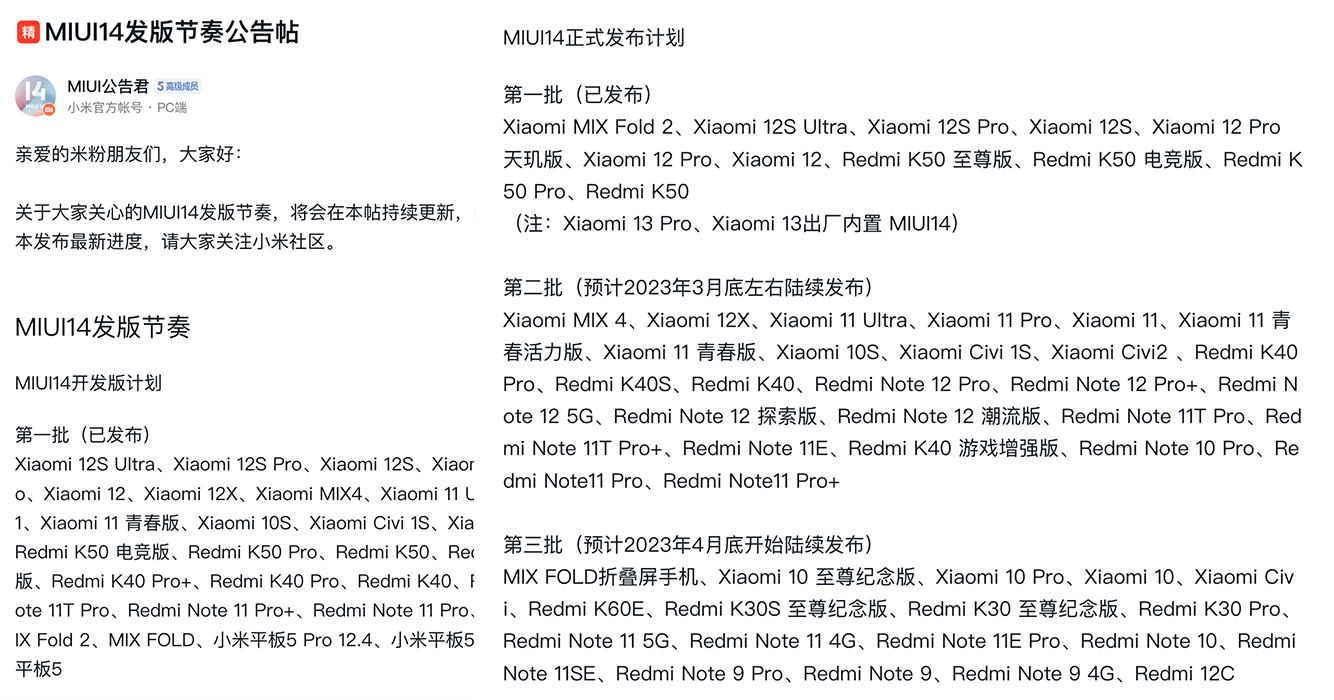 精 MIUI14发版节奏公告帖
14
MIUI公告君 5高级成员
小米官方帐号 · PC端
亲爱的米粉朋友们，大家好：
关于大家关心的MIUI14发版节奏，将会在本帖持续更新，
本发布最新进度，请大家关注小米社区。
MIUI14发版节奏
MIUI14开发版计划
第一批（已发布）
Xiaomi 12S Ultra、Xiaomi 12S Pro、Xiaomi 12S、Xiaor
o、Xiaomi 12、Xiaomi 12X、Xiaomi MIX4、Xiaomi 11 U
1、Xiaomi 11 青春版、Xiaomi 10S、Xiaomi Civi 1S、Xia
Redmi K50 电竞版、Redmi K50 Pro、Redmi K50、Rec
版、Redmi K40 Pro+、Redmi K40 Pro、Redmi K40、
ote 11T Pro、Redmi Note 11 Pro+、Redmi Note 11 Pro、
IX Fold 2、MIX FOLD、小米平板5 Pro 12.4、小米平板5
平板5
MIUI14正式发布计划
第一批（已发布）
Xiaomi MIX Fold 2、Xiaomi 12S Ultra、Xiaomi 12S Pro、Xiaomi 12S、Xiaomi 12 Pro
天玑版、Xiaomi 12 Pro、Xiaomi 12、Redmi K50 至尊版、Redmi K50 电竞版、Redmi K
50 Pro、Redmi K50
（注：Xiaomi 13 Pro、Xiaomi 13出厂内置 MIUI14）
第二批（预计2023年3月底左右陆续发布）
Xiaomi MIX 4、Xiaomi 12X、Xiaomi 11 Ultra、Xiaomi 11 Pro、Xiaomi 11、Xiaomi 11 青
春活力版、Xiaomi 11 青春版、Xiaomi 10S、Xiaomi Civi 1S、Xiaomi Civi2 、Redmi K40
Pro、Redmi K40S、Redmi K40、Redmi Note 12 Pro、Redmi Note 12 Pro+、Redmi N
ote 12 5G、Redmi Note 12 探索版、Redmi Note 12 潮流版、Redmi Note 11T Pro、Red
mi Note 11T Pro+、Redmi Note 11E、Redmi K40 游戏增强版、Redmi Note 10 Pro、Re
dmi Note11 Pro、Redmi Note11 Pro+
第三批（预计2023年4月底开始陆续发布）
MIX FOLD折叠屏手机、Xiaomi 10 至尊纪念版、Xiaomi 10 Pro、Xiaomi 10、Xiaomi Civ
i、Redmi K60E、Redmi K30S 至尊纪念版、Redmi K30 至尊纪念版、Redmi K30 Pro、
Redmi Note 11 5G、Redmi Note 11 4G、Redmi Note 11E Pro、Redmi Note 10、Redmi
Note 11SE、Redmi Note 9 Pro、Redmi Note 9、Redmi Note 9 4G、Redmi 12C